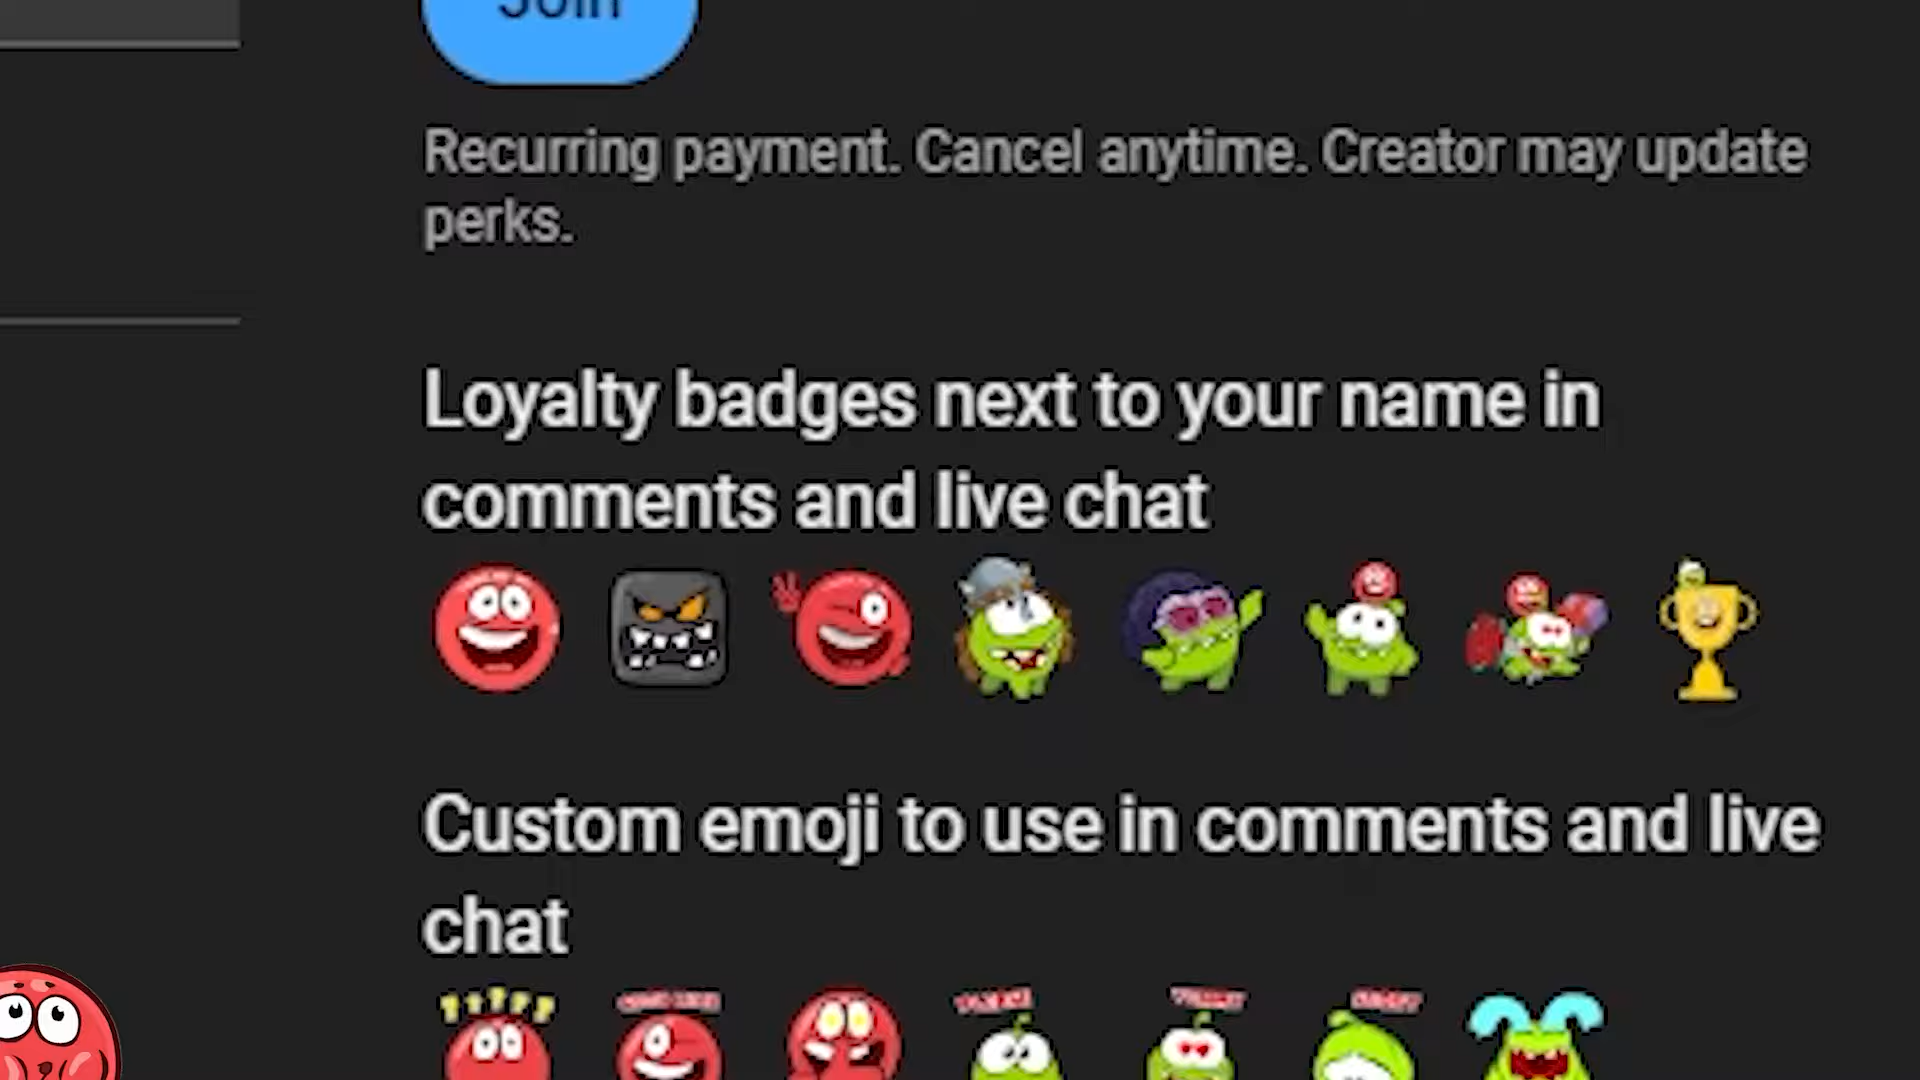 Join
Recurring payment. Cancel anytime. Creator may update
perks.
Loyalty badges next to your name in
comments and live chat
Custom emoji to use in comments and live
chat
? ? ? ? ?